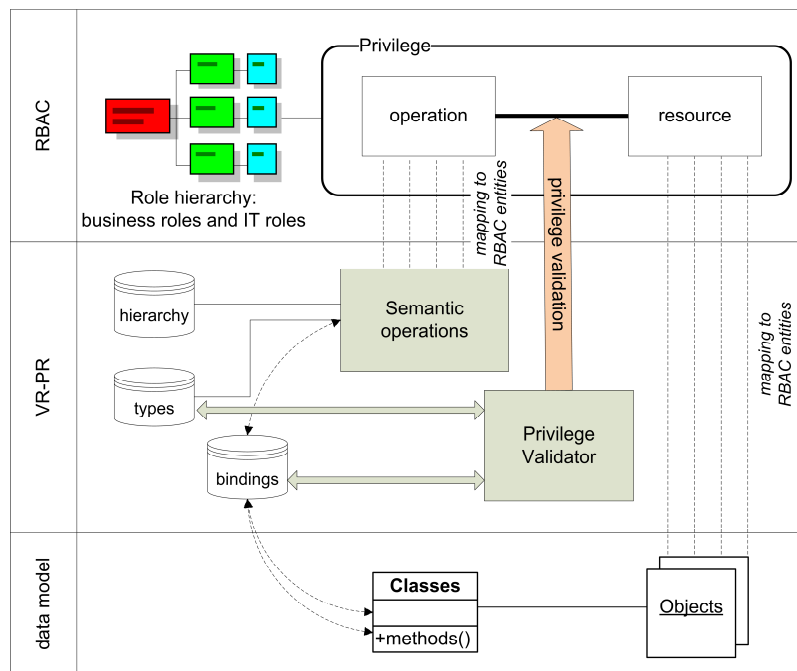 RBAC
Privilege
operation
resource
Role hierarchy:
business roles and IT roles
mapping to
RBAC entities
privilege validation
VR-PR
hierarchy
Semantic
operations
mapping to
RBAC entities
types
Privilege
Validator
bindings
data model
Classes
+methods()
Objects